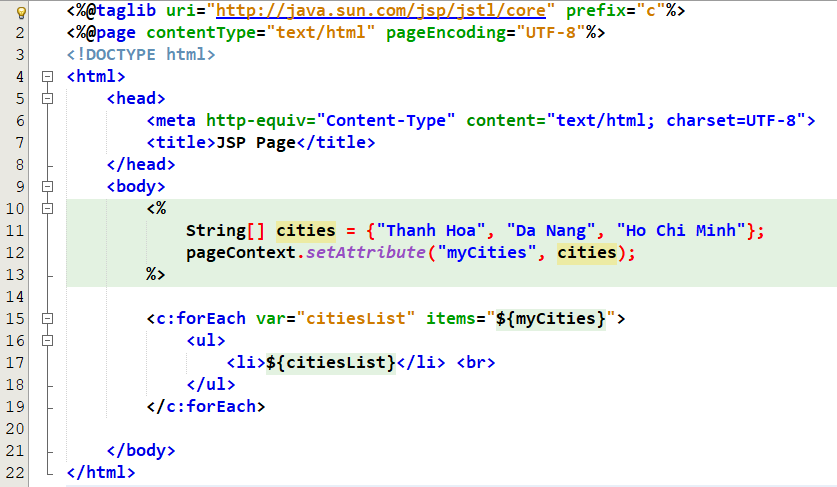 <%@taglib uri="http://java.sun.com/jsp/jstl/core" prefix="c"%>
2 <%@page contentType="text/html" pageEncoding="UTF-8"%>
3 <!DOCTYPE html>
4 <html>
5 <head>
6 <meta http-equiv="Content-Type" content="text/html; charset=UTF-8">
7 <title>JSP Page</title>
8 </head>
9 <body>
10 <%
11 String[] cities = {"Thanh Hoa", "Da Nang", "Ho Chi Minh"};
12 pageContext.setAttribute("myCities", cities);
13 %>
14
15 <c:forEach var="citiesList" items="${myCities}">
16 <ul>
17 <li>${citiesList}</li> <br>
18 </ul>
19 </c:forEach>
20
21 </body>
22 </html>